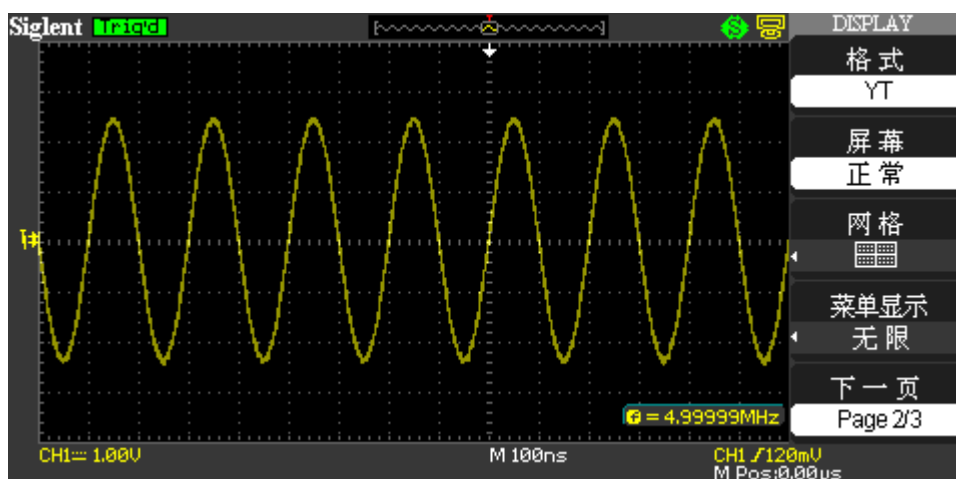 Siglent Trig'd
DISPLAY
格式
YT
屏幕
正常
网格
菜单显示
无限
下一页
Page 2/3
f = 4.99999MHz
CH1 1.00V
M 100ns
CH1 120mV
M Pos:0.00us